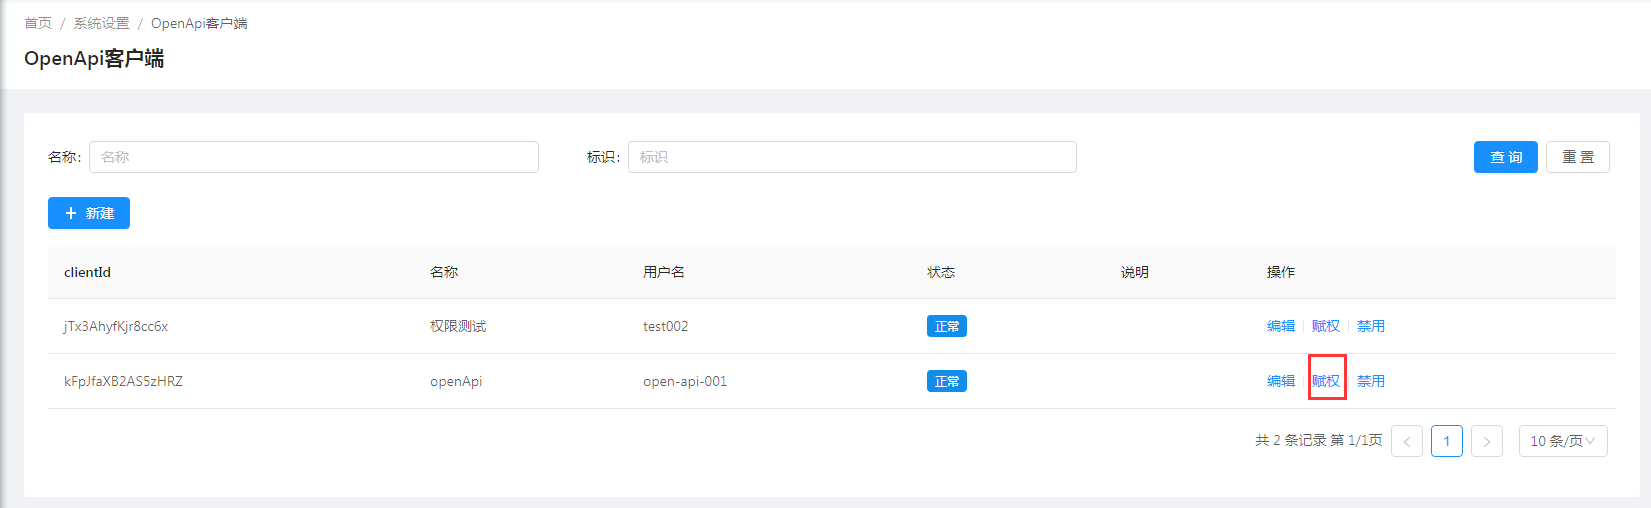 首页 / 系统设置 / OpenApi客户端
OpenApi客户端
名称: 名称 标识: 标识 查 询 重 置
+ 新建
clientId 名称 用户名 状态 说明 操作
jTx3AhyfKjr8cc6x 权限测试 test002 正常 编辑 赋权 禁用
kFpJfaXB2AS5zHRZ openApi open-api-001 正常 编辑 赋权 禁用
共 2 条记录 第 1/1页 < 1 > 10 条/页